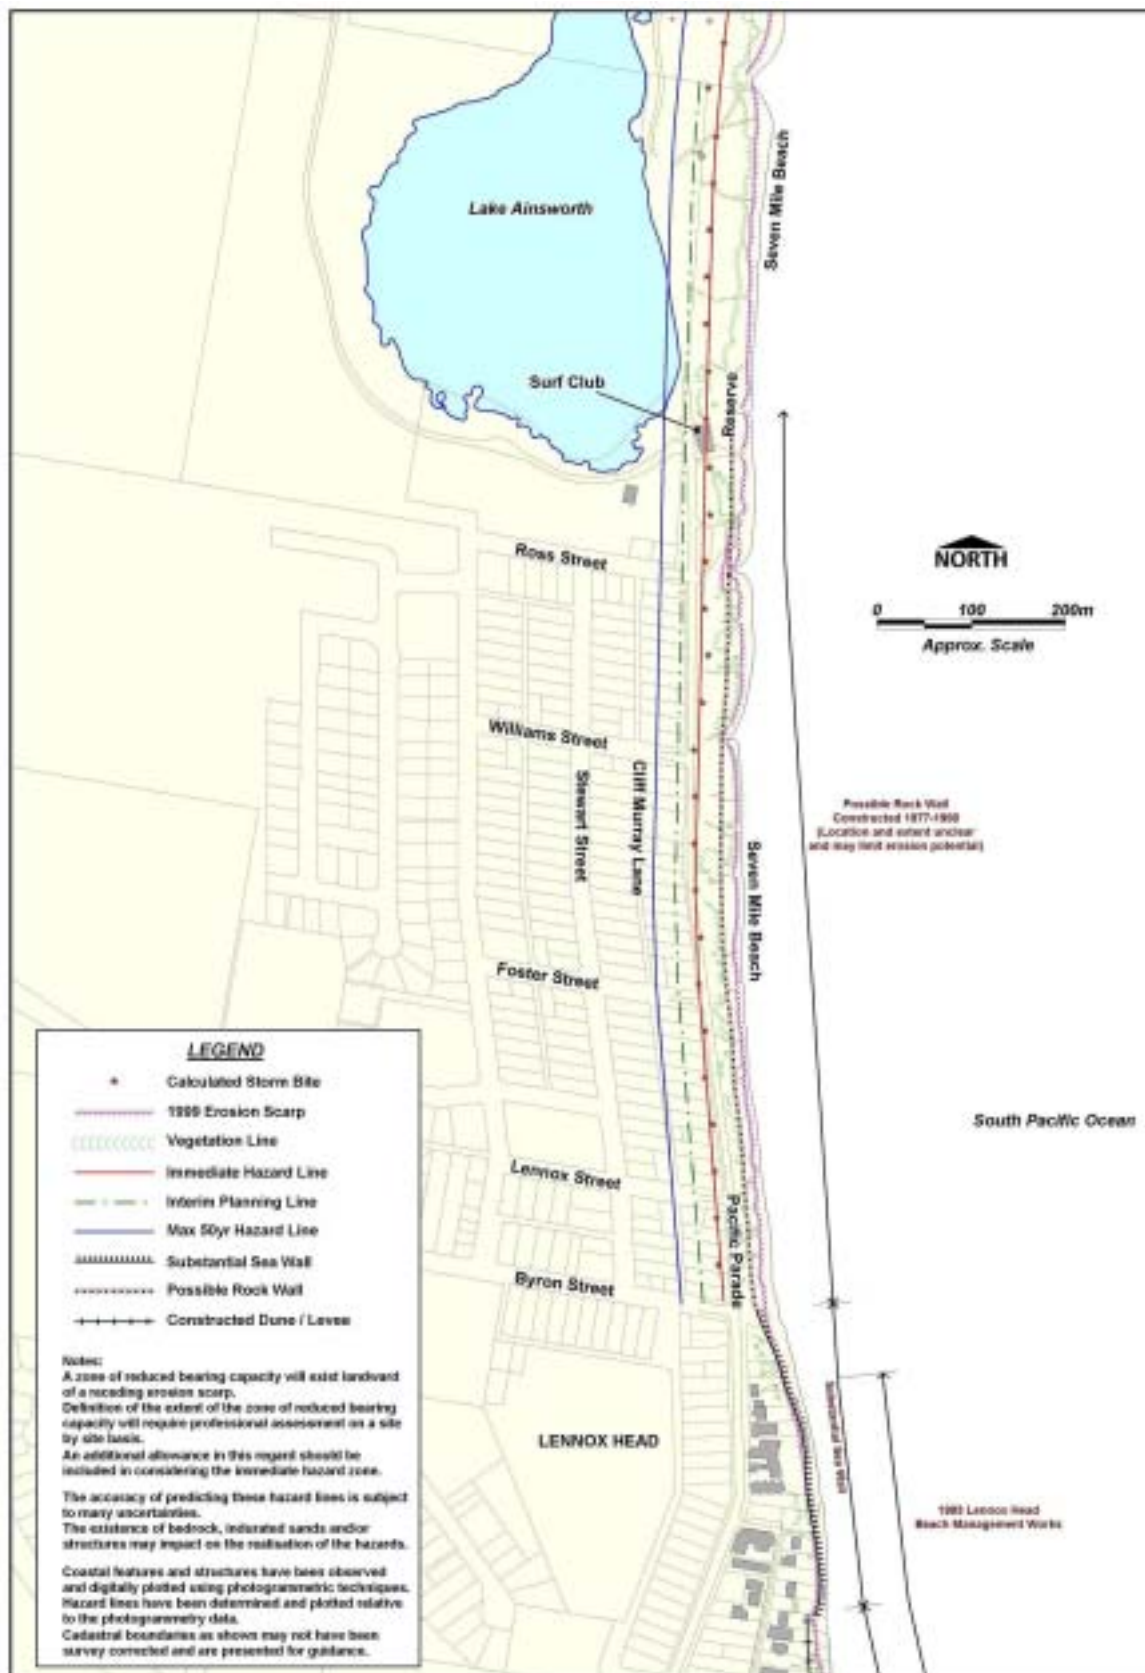 Lake Ainsworth
Seven Mile Beach
Surf Club
Reserve
NORTH
0 100 200m
Approx. Scale
Ross Street
Williams Street
Stewart Street
Cliff Murray Lane
Possible Rock Wall
Constructed 1977-
(Location and extent unclear
and may limit erosion potential)
Seven Mile Beach
Foster Street
South Pacific Ocean
Lennox Street
Pacific Parade
Byron Street
LENNOX HEAD
Substantial Sea Wall
Lennox Head
Beach Management Works
LEGEND
Calculated Storm Bite
1999 Erosion Scarp
Vegetation Line
Immediate Hazard Line
Interim Planning Line
Max 50yr Hazard Line
Substantial Sea Wall
Possible Rock Wall
Constructed Dune / Levee
Notes:
A zone of reduced bearing capacity will exist landward
of a receding erosion scarp.
Definition of the extent of the zone of reduced bearing
capacity will require professional assessment on a site
by site basis.
An additional allowance in this regard should be
included in considering the immediate hazard zone.
The accuracy of predicting these hazard lines is subject
to many uncertainties.
The existence of bedrock, indurated sands and/or
structures may impact on the realisation of the hazards.
Coastal features and structures have been observed
and digitally plotted using photogrammetric techniques.
Hazard lines have been determined and plotted relative
to the photogrammetry data.
Cadastral boundaries as shown may not have been
survey corrected and are presented for guidance.